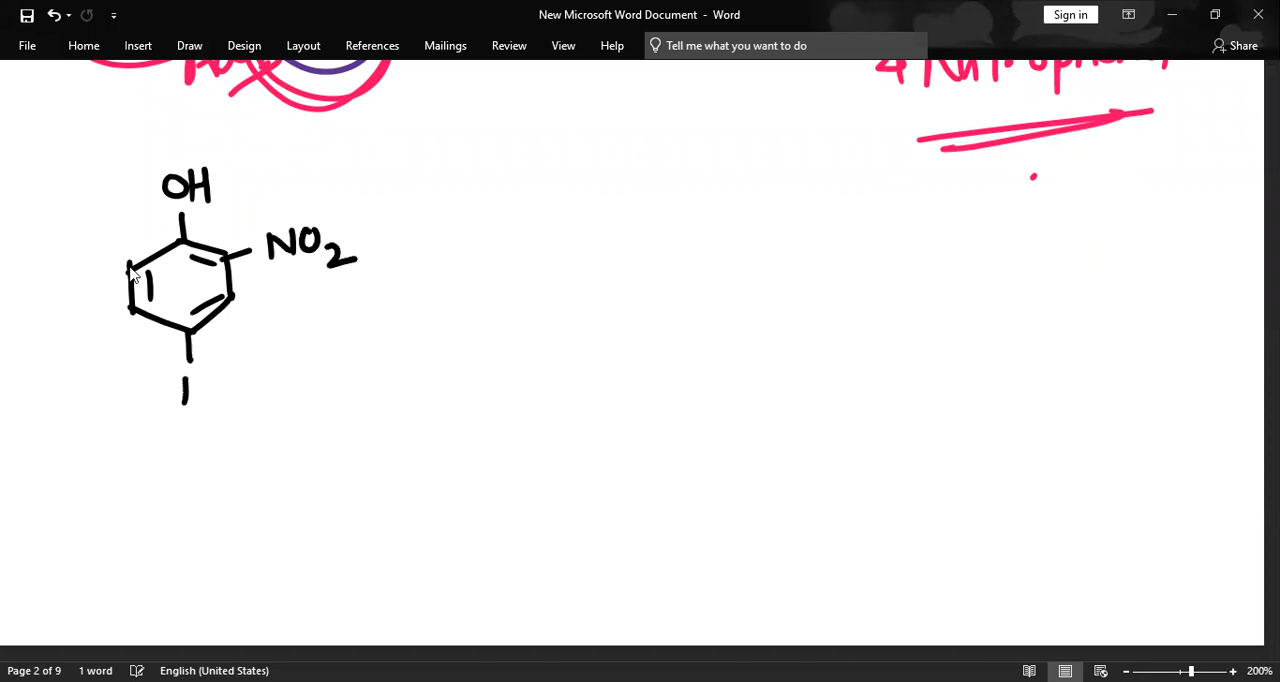 New Microsoft Word Document - Word
Sign in
File Home Insert Draw Design Layout References Mailings Review View Help Tell me what you want to do Share
OH
NO2
I
Page 2 of 9 1 word English (United States) 200%